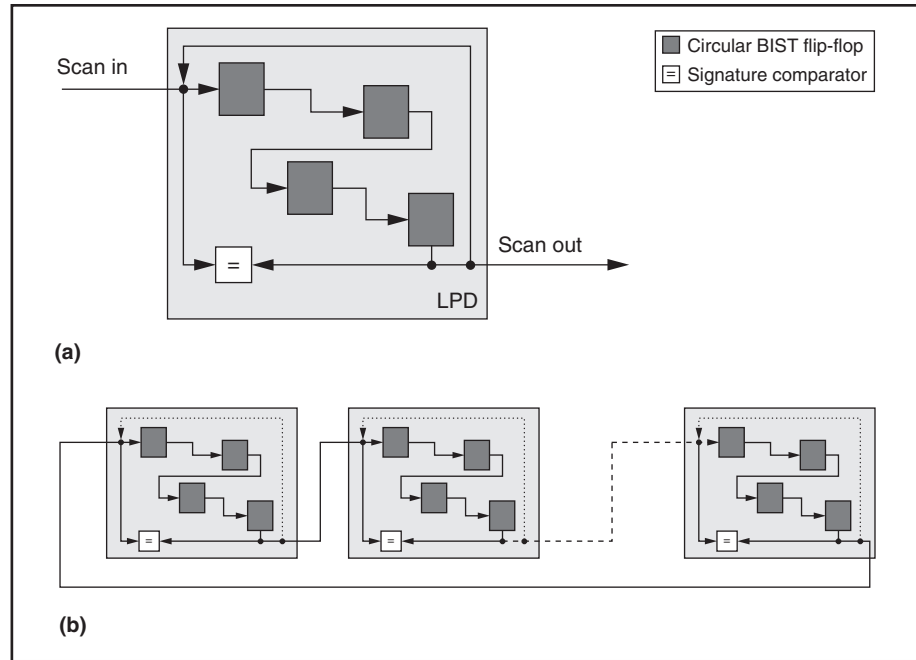 Scan in
Circular BIST flip-flop
= Signature comparator
=
Scan out
LPD
(a)
= = =
(b)